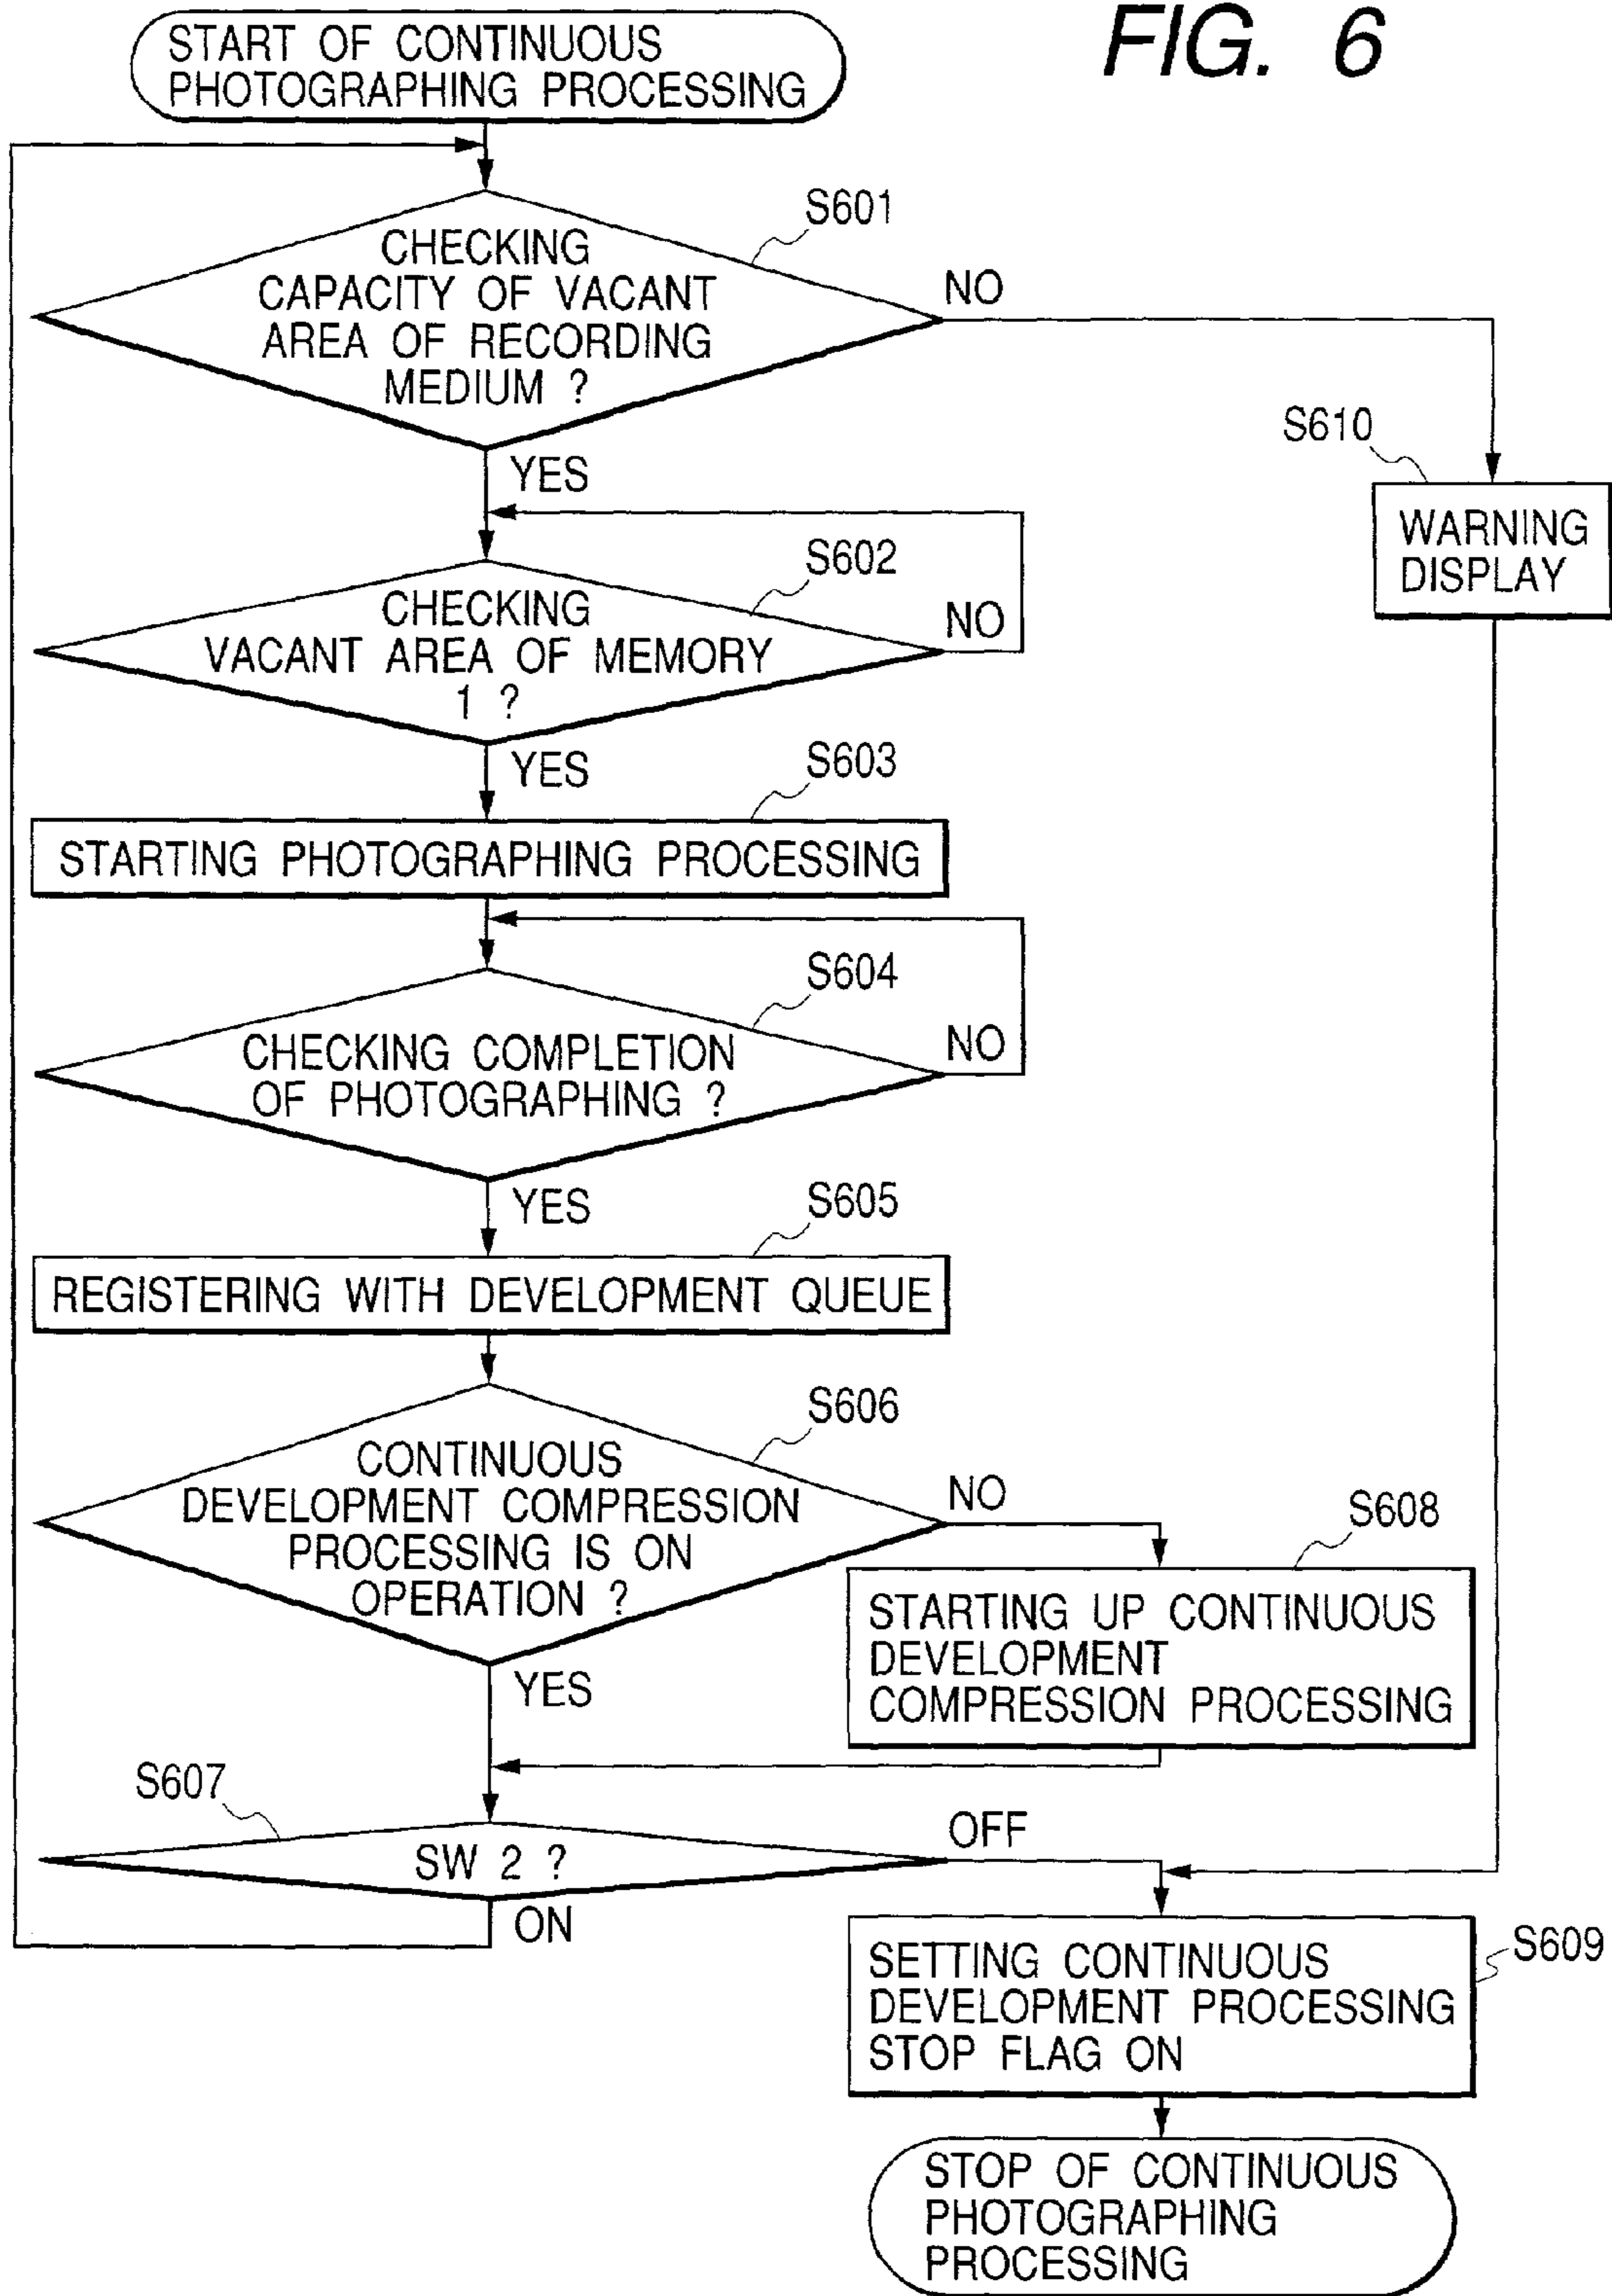 FIG. 6
START OF CONTINUOUS
PHOTOGRAPHING PROCESSING
S601
CHECKING
CAPACITY OF VACANT
AREA OF RECORDING
MEDIUM ?
NO
YES
S610
WARNING
DISPLAY
S602
CHECKING
VACANT AREA OF MEMORY
1 ?
NO
YES
S603
STARTING PHOTOGRAPHING PROCESSING
S604
CHECKING COMPLETION
OF PHOTOGRAPHING ?
NO
YES
S605
REGISTERING WITH DEVELOPMENT QUEUE
S606
CONTINUOUS
DEVELOPMENT COMPRESSION
PROCESSING IS ON
OPERATION ?
NO
YES
S608
STARTING UP CONTINUOUS
DEVELOPMENT
COMPRESSION PROCESSING
S607
SW 2 ?
OFF
ON
S609
SETTING CONTINUOUS
DEVELOPMENT PROCESSING
STOP FLAG ON
STOP OF CONTINUOUS
PHOTOGRAPHING
PROCESSING